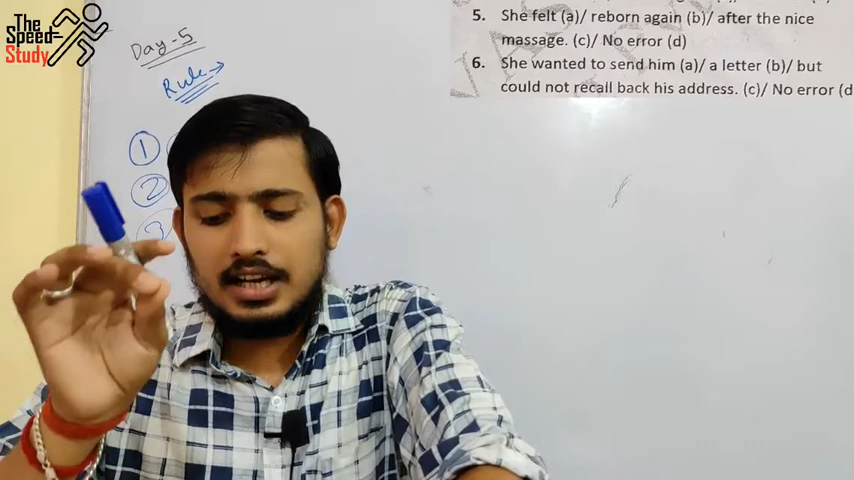 The
Speed
Study
Day-5
Rule
1
2
3
5. She felt (a)/ reborn again (b)/ after the nice
massage. (c)/ No error (d)
6. She wanted to send him (a)/ a letter (b)/ but
could not recall back his address. (c)/ No error (d